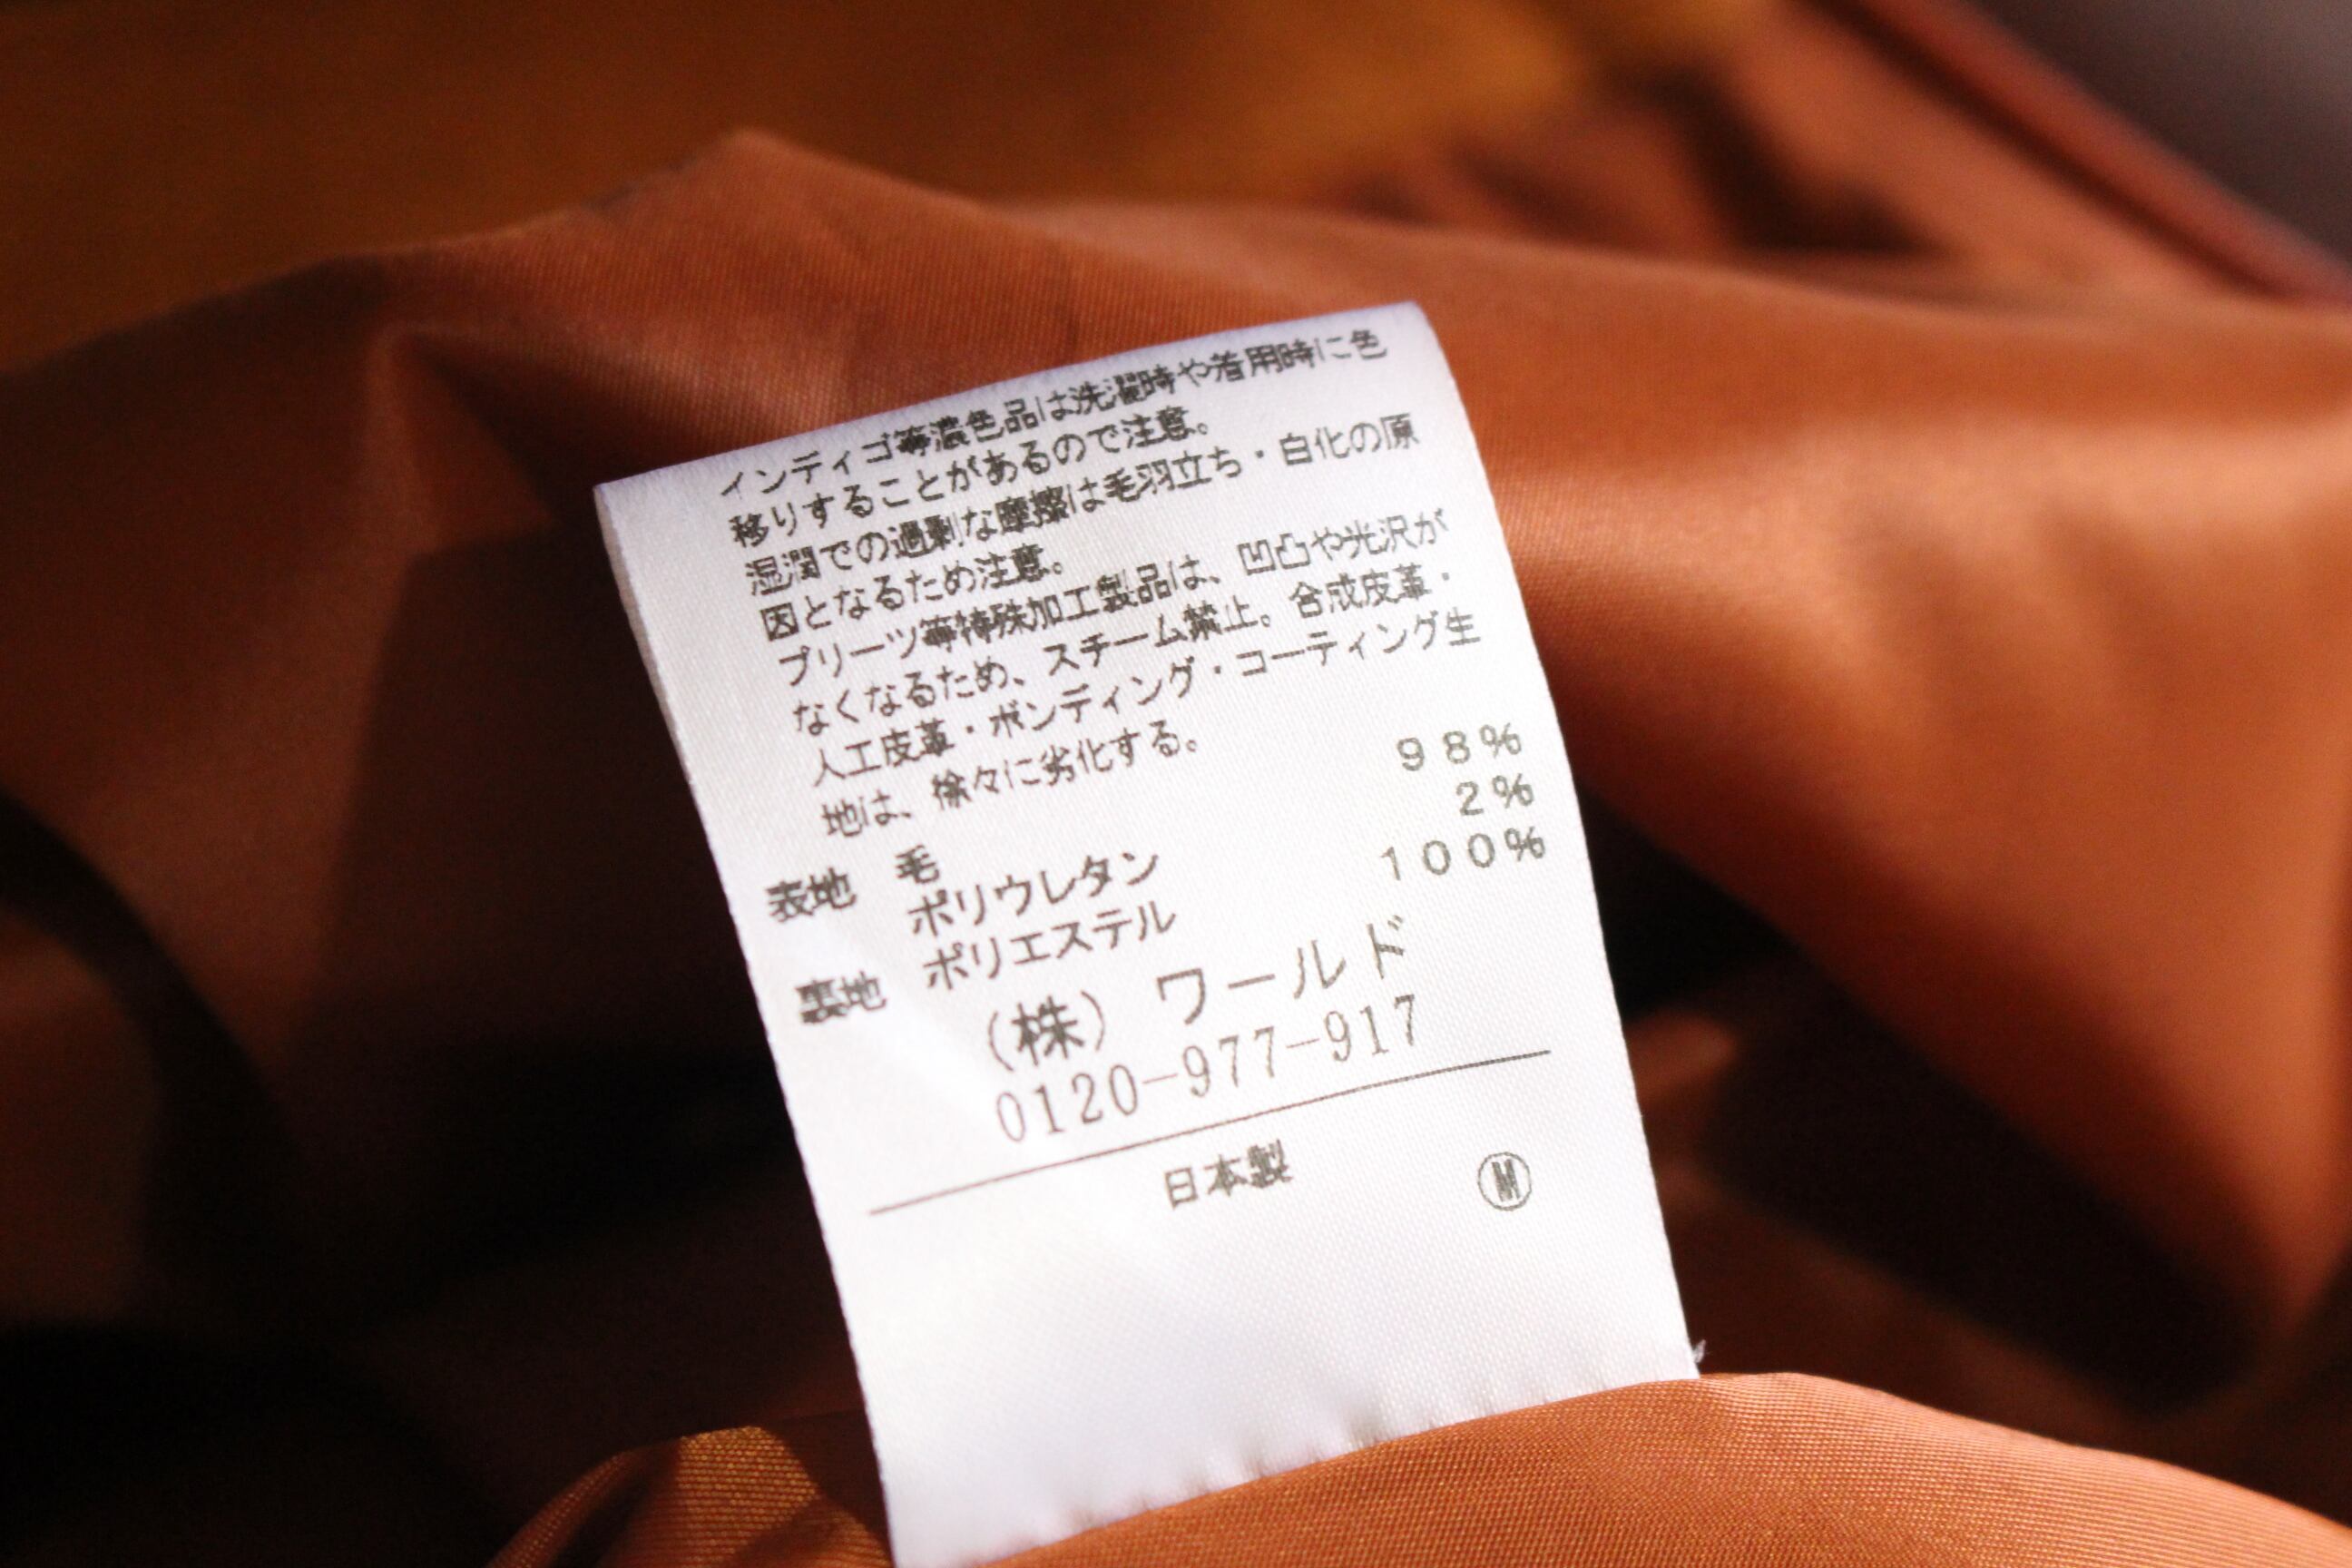 インディゴ等濃色品は洗濯時や着用時に色
移りすることがあるので注意。
湿潤での過剰な摩擦は毛羽立ち・白化の原
因となるため注意。
プリーツ等特殊加工製品は、凹凸や光沢が
なくなるため、スチーム禁止。合成皮革・
人工皮革・ボンディング・コーティング生
地は、徐々に劣化する。
表地 毛 98%
ポリウレタン 2%
裏地 ポリエステル 100%
(株) ワールド
0120-977-917
日本製 Ⓜ